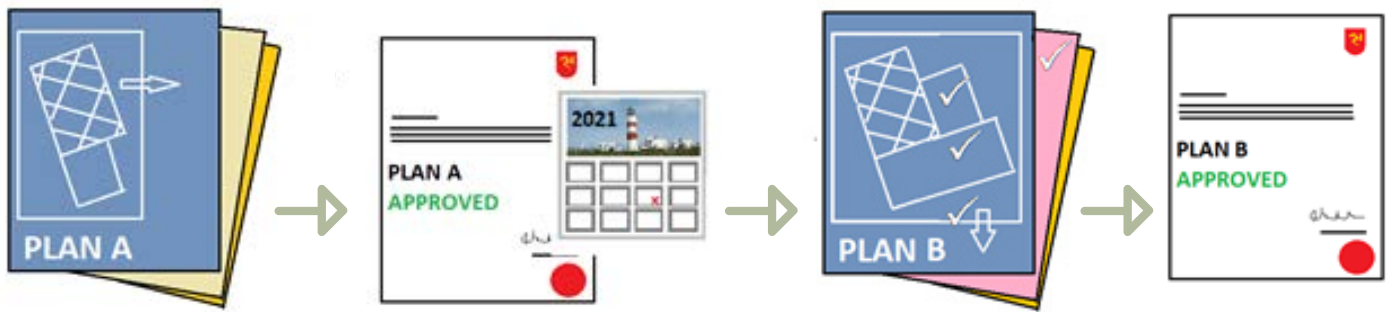 PLAN A
PLAN A
APPROVED
2021
x
PLAN B
PLAN B
APPROVED